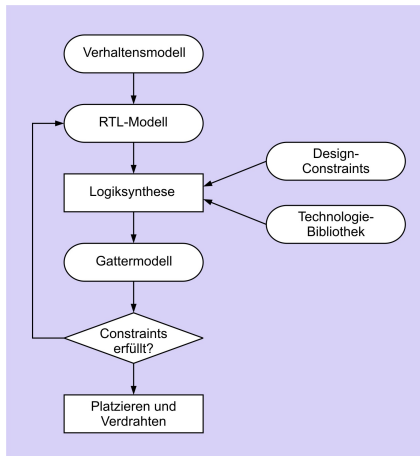 Verhaltensmodell
RTL-Modell
Logiksynthese
Design-
Constraints
Technologie-
Bibliothek
Gattermodell
Constraints
erfüllt?
Platzieren und
Verdrahten